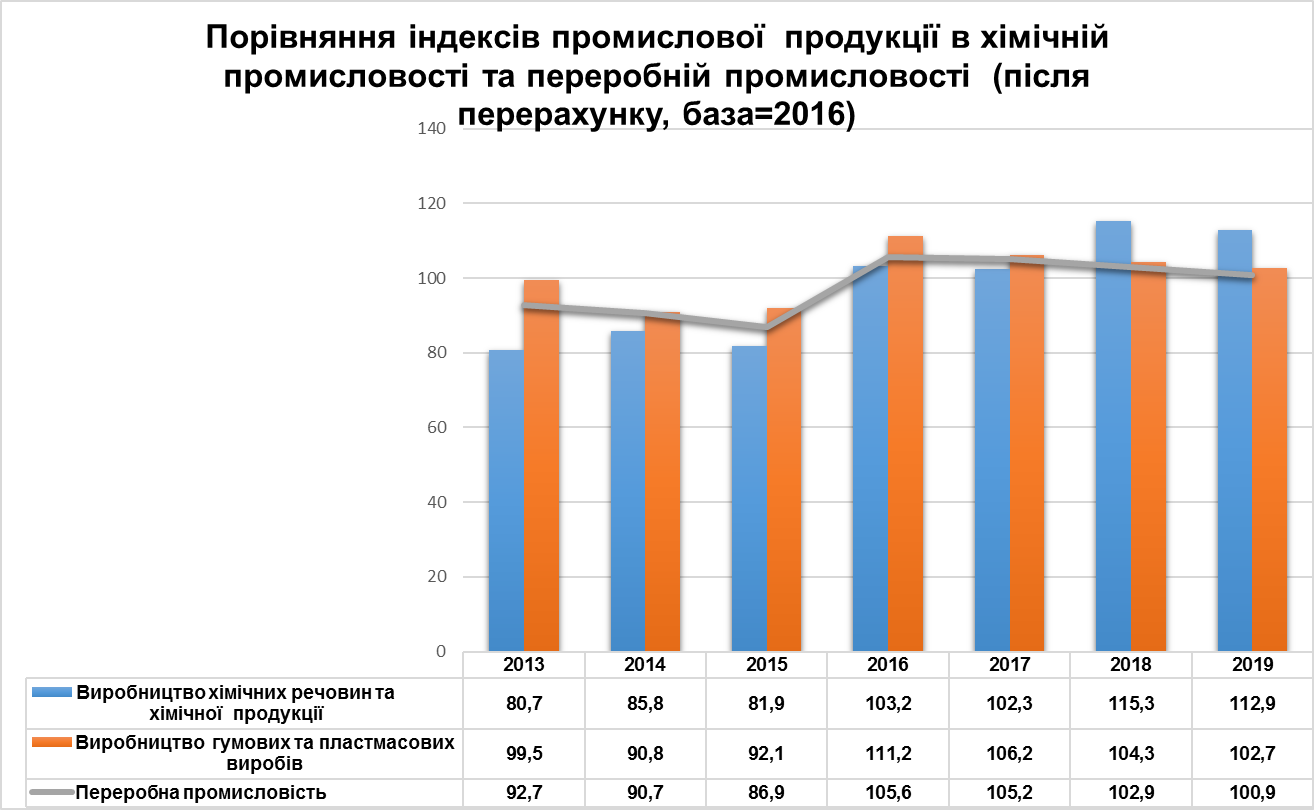 Порівняння індексів промислової продукції в хімічній
промисловості та переробній промисловості (після
перерахунку, база=2016)
140
120
100
80
60
40
20
0
2013 2014 2015 2016 2017 2018 2019
Виробництво хімічних речовин та
хімічної продукції
80,7 85,8 81,9 103,2 102,3 115,3 112,9
Виробництво гумових та пластмасових
виробів
99,5 90,8 92,1 111,2 106,2 104,3 102,7
Переробна промисловість 92,7 90,7 86,9 105,6 105,2 102,9 100,9